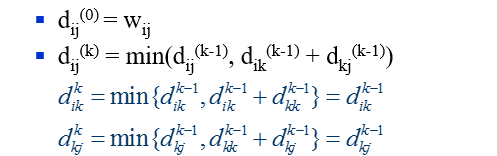 ▪ d_ij^(0) = w_ij
▪ d_ij^(k) = min(d_ij^(k-1), d_ik^(k-1) + d_kj^(k-1))
d_ik^k = min{d_ik^k−1, d_ik^k−1 + d_kk^k−1} = d_ik^k−1
d_kj^k = min{d_kj^k−1, d_kk^k−1 + d_kj^k−1} = d_kj^k−1